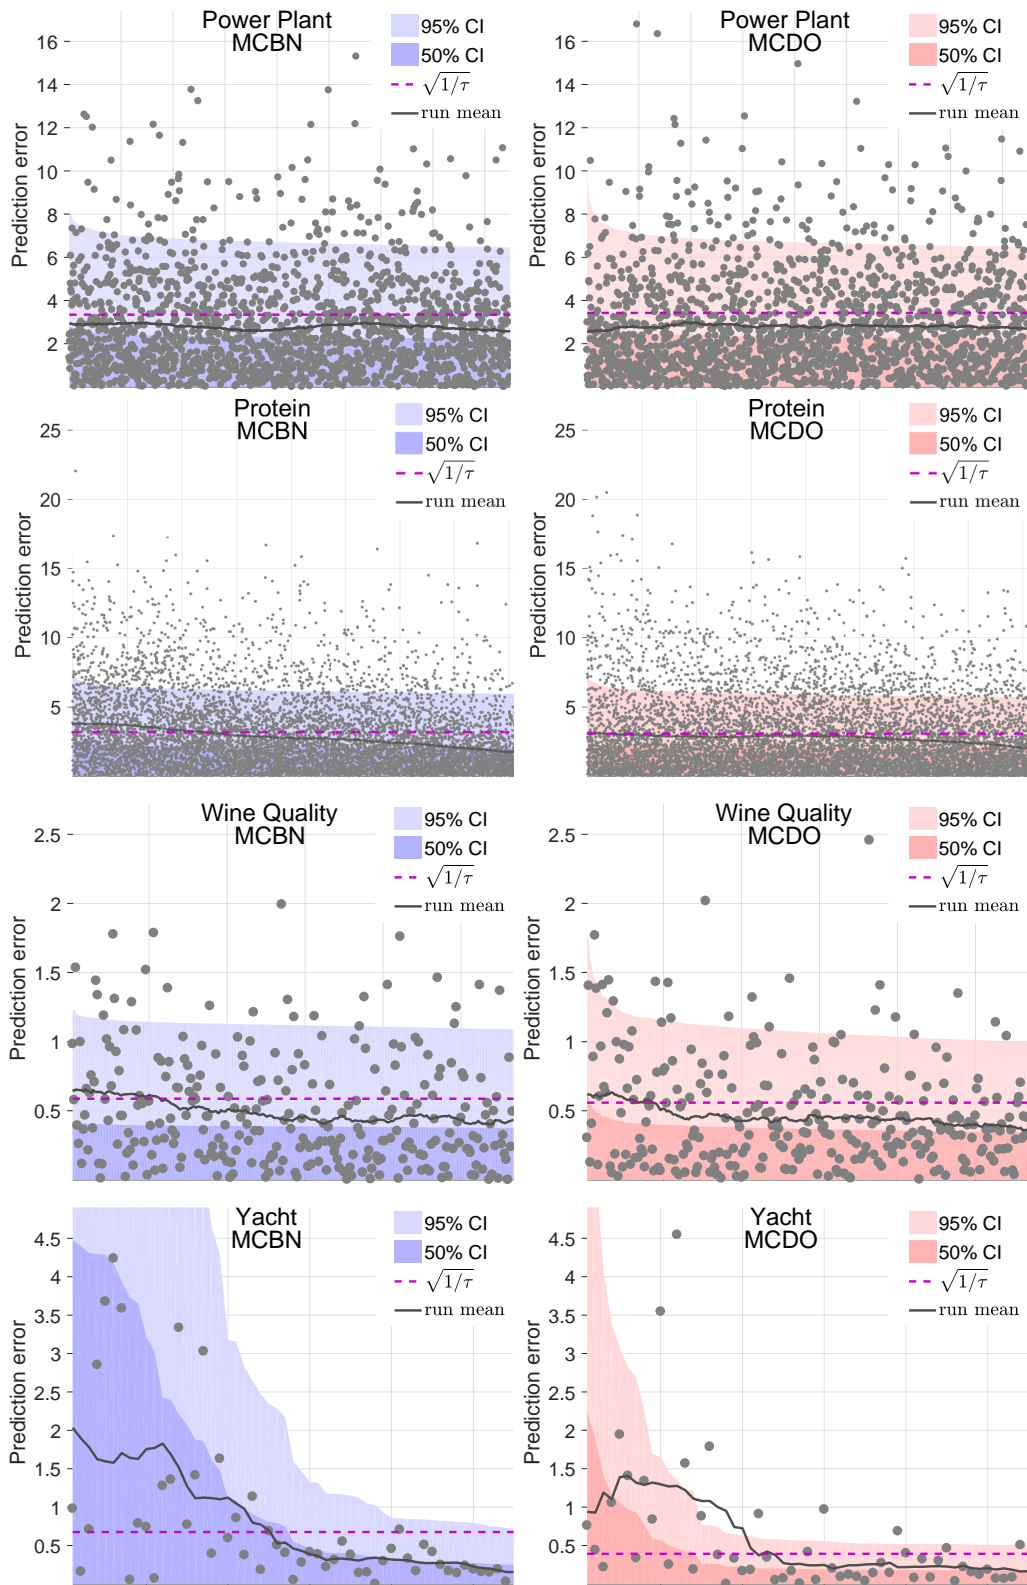 Power Plant
MCBN
95% CI
50% CI
√1/τ
run mean
Prediction error
16
14
12
10
8
6
4
2
Power Plant
MCDO
95% CI
50% CI
√1/τ
run mean
Prediction error
16
14
12
10
8
6
4
2
Protein
MCBN
95% CI
50% CI
√1/τ
run mean
Prediction error
25
20
15
10
5
Protein
MCDO
95% CI
50% CI
√1/τ
run mean
Prediction error
25
20
15
10
5
Wine Quality
MCBN
95% CI
50% CI
√1/τ
run mean
Prediction error
2.5
2
1.5
1
0.5
Wine Quality
MCDO
95% CI
50% CI
√1/τ
run mean
Prediction error
2.5
2
1.5
1
0.5
Yacht
MCBN
95% CI
50% CI
√1/τ
run mean
Prediction error
4.5
4
3.5
3
2.5
2
1.5
1
0.5
Yacht
MCDO
95% CI
50% CI
√1/τ
run mean
Prediction error
4.5
4
3.5
3
2.5
2
1.5
1
0.5